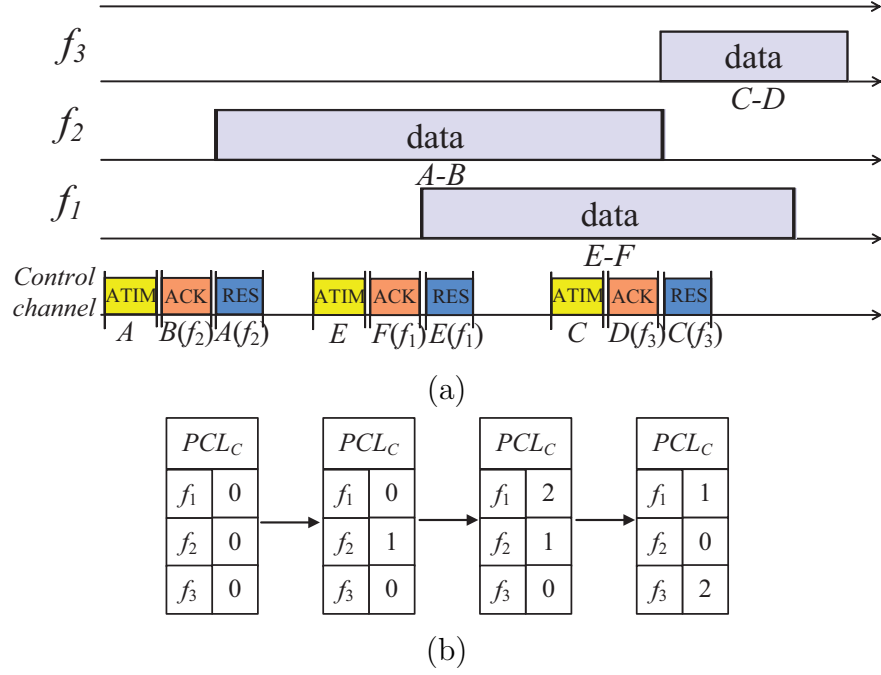 f3 data
C-D
f2 data
A-B
f1 data
E-F
Control channel ATIM ACK RES ATIM ACK RES ATIM ACK RES
A B(f2) A(f2) E F(f1) E(f1) C D(f3) C(f3)
(a)
PCLC PCLC PCLC PCLC
f1 0 f1 0 f1 2 f1 1
f2 0 f2 1 f2 1 f2 0
f3 0 f3 0 f3 0 f3 2
(b)